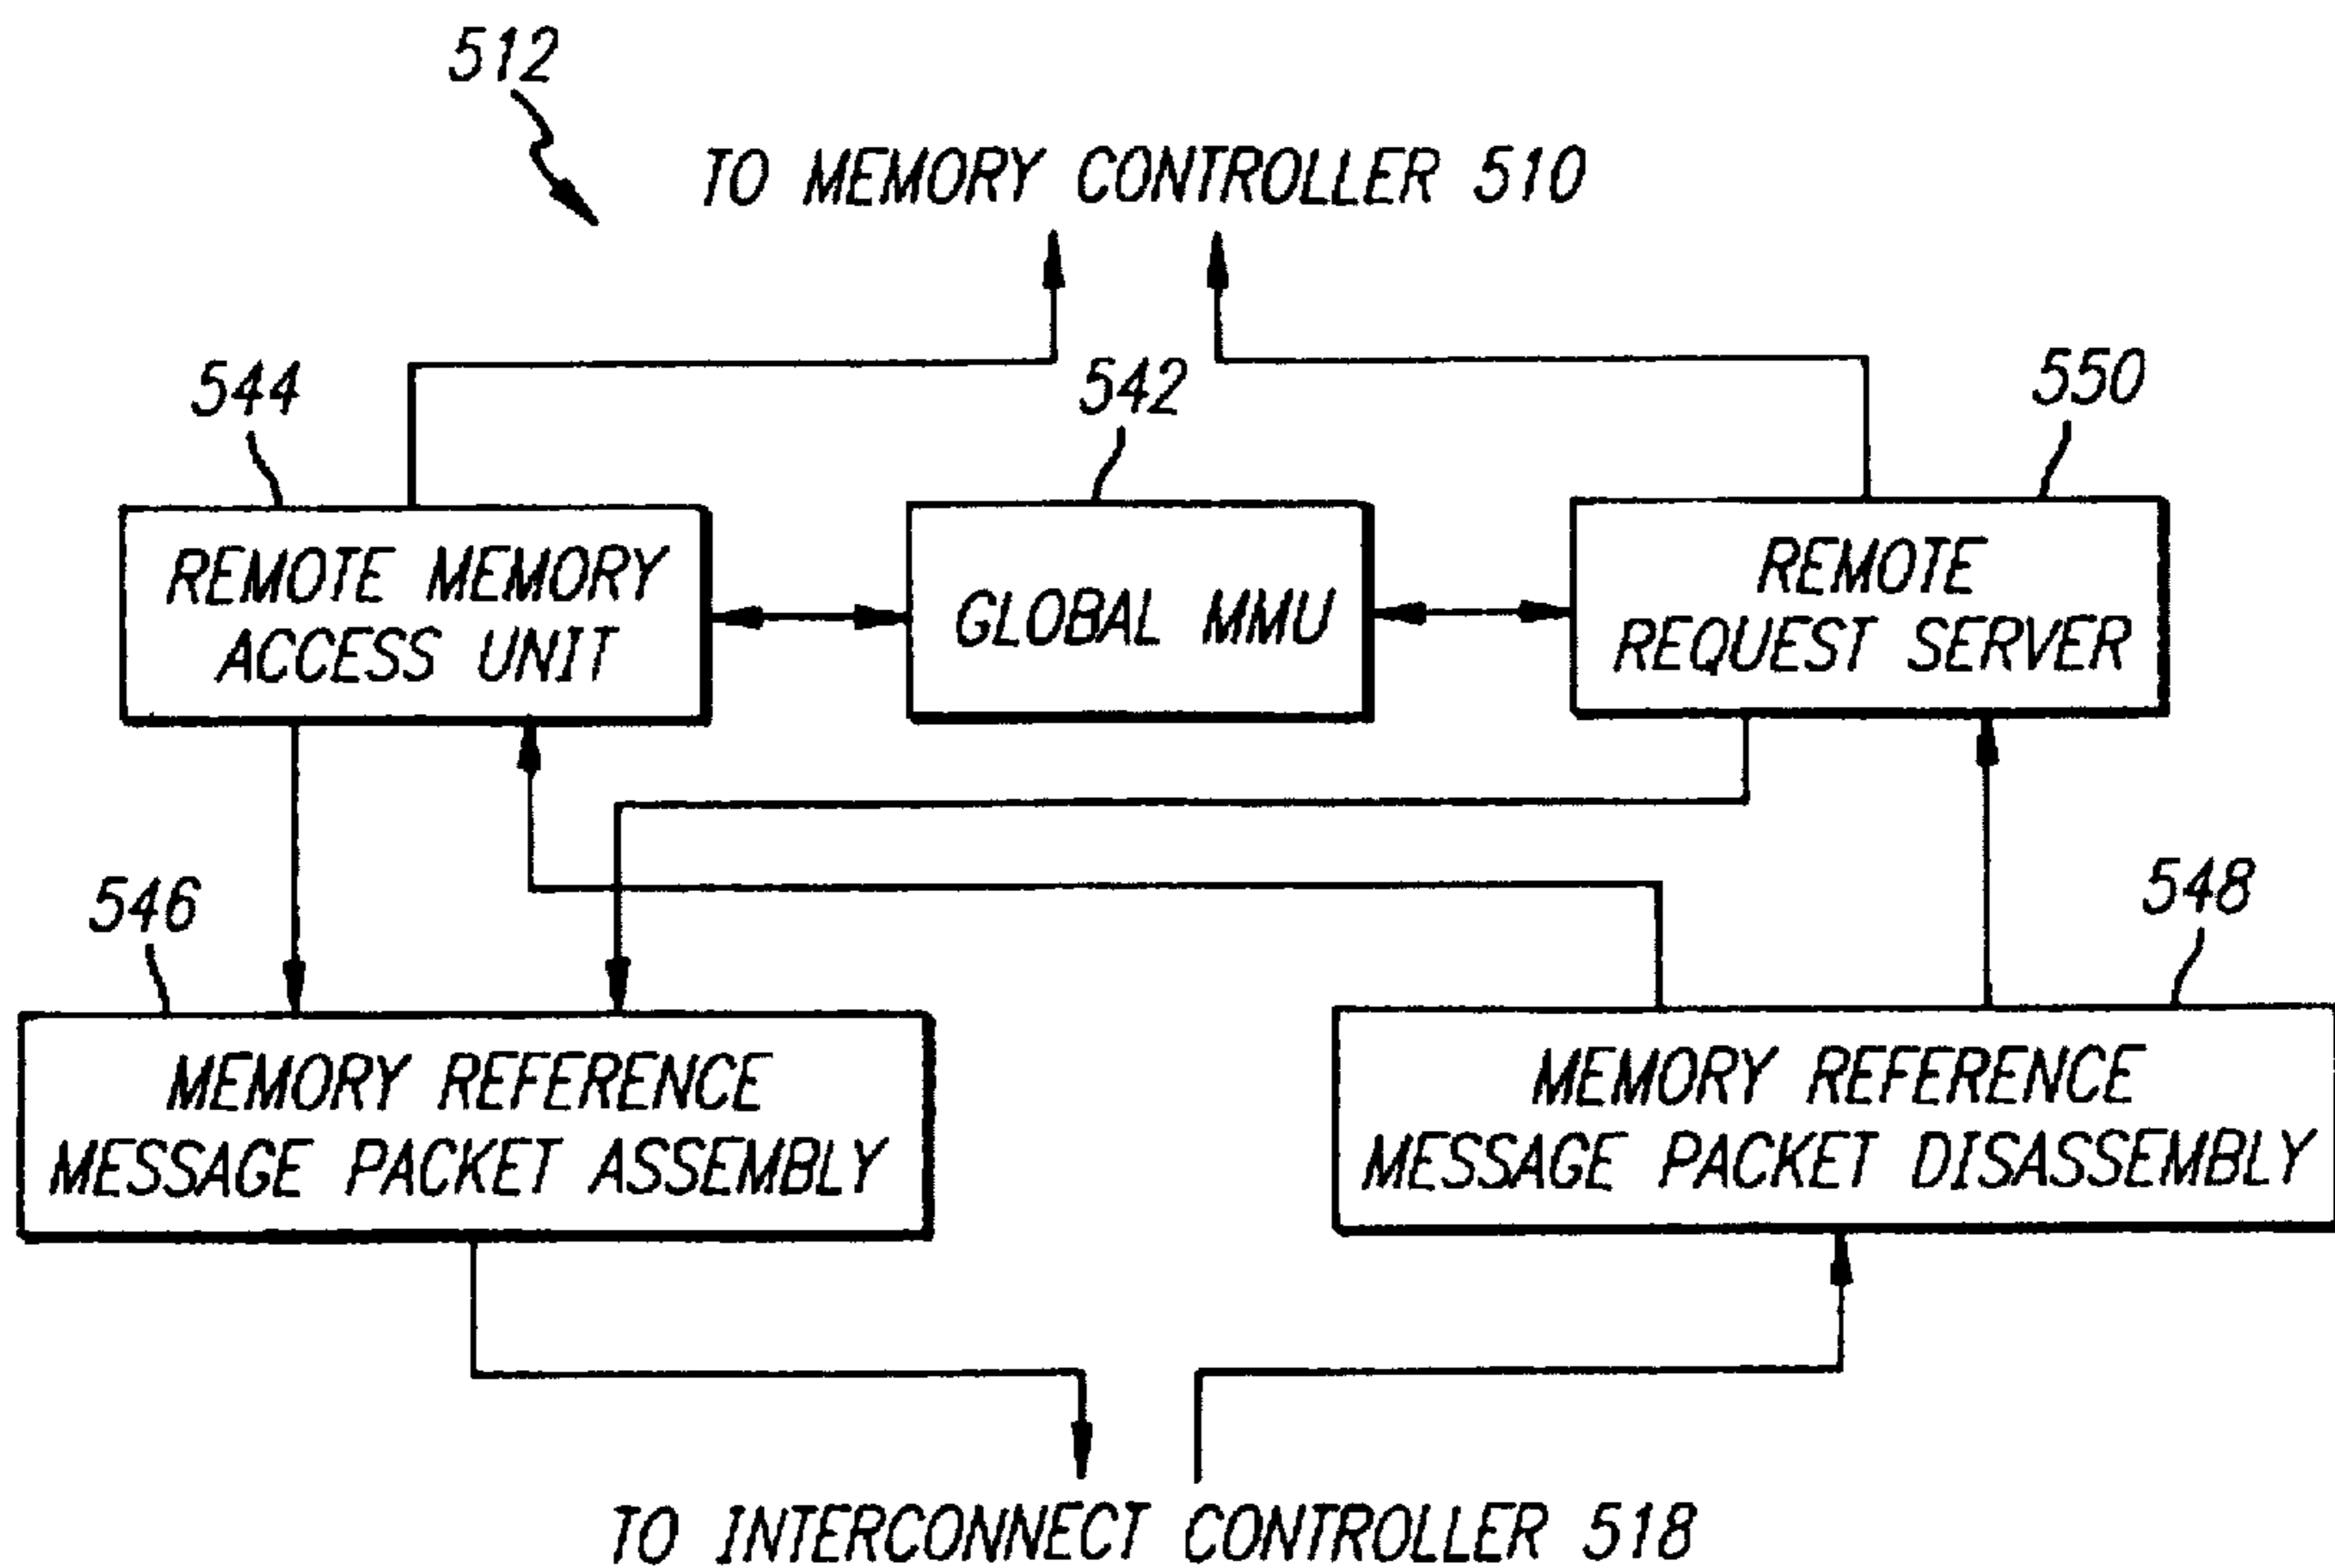 512
TO MEMORY CONTROLLER 510
544
542
550
REMOTE MEMORY
ACCESS UNIT
GLOBAL MMU
REMOTE
REQUEST SERVER
546
548
MEMORY REFERENCE
MESSAGE PACKET ASSEMBLY
MEMORY REFERENCE
MESSAGE PACKET DISASSEMBLY
TO INTERCONNECT CONTROLLER 518